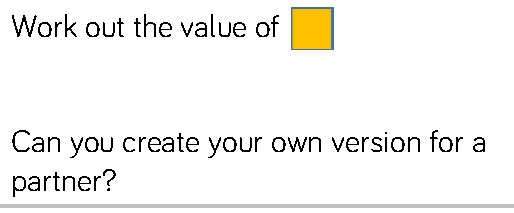 Work out the value of
Can you create your own version for a
partner?